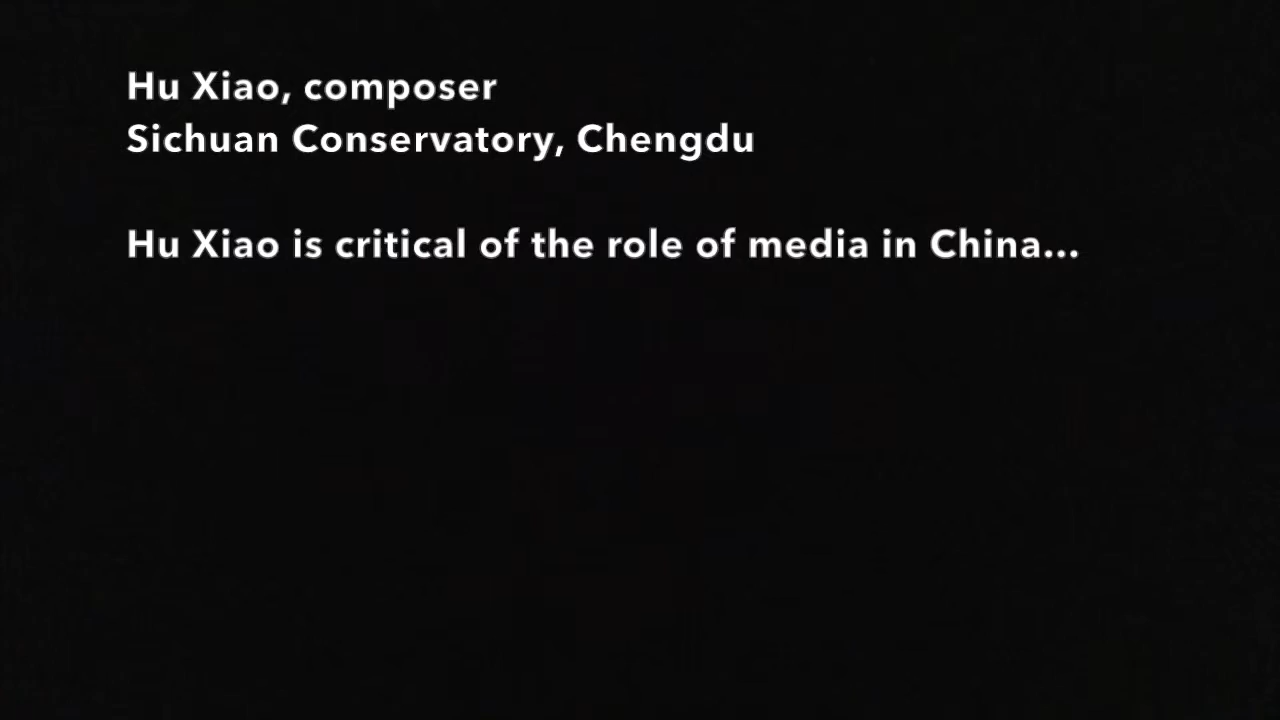 Hu Xiao, composer
Sichuan Conservatory, Chengdu
Hu Xiao is critical of the role of media in China...